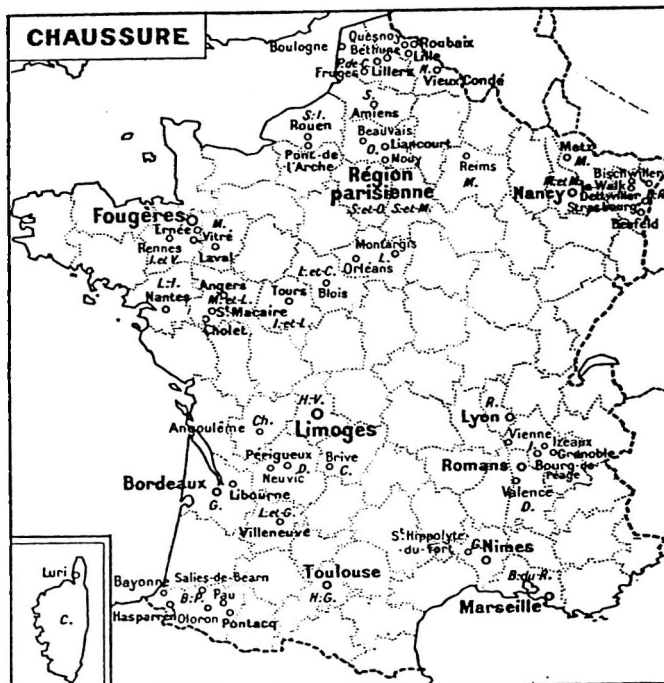 CHAUSSURE
Boulogne
Quesnoy
Roubaix
Béthune
Lille
P.de-C.
Fruges
Lillers
N.
Vieux Condé
S.
Amiens
S.-I.
Rouen
Beauvais
O.
Liancourt
Mouy
Pont-de-
l'Arche
Région
parisienne
S.-et-O.
S.-et-M.
Reims
M.
Metz
M.
M.-et-M.
Nancy
Bischwiller
la Walk
Dettviller
B.R.
Strasbourg
Benfeld
Fougères
Ernée
M.
Vitré
Rennes
Laval
I.et V.
Montargis
L.
Orléans
L.-et-C.
Blois
L.-I.
Nantes
Angers
M.-et-L.
St Macaire
Cholet
Tours
I.-et-L.
H.-V.
Limoges
Ch.
Angoulême
Périgueux
D.
Neuvic
Brive
C.
Bordeaux
G.
Libourne
L.-et-G.
Villeneuve
R.
Lyon
Vienne
I.
Izeaux
Grenoble
Romans
Bourg-de-
Péage
Valence
D.
St Hippolyte-
du-Fort
G.
Nîmes
B.-du-R.
Marseille
Toulouse
H.-G.
Bayonne
Salies-de-Béarn
B.-P.
Pau
Hasparren
Oloron
Pontacq
Luri
C.